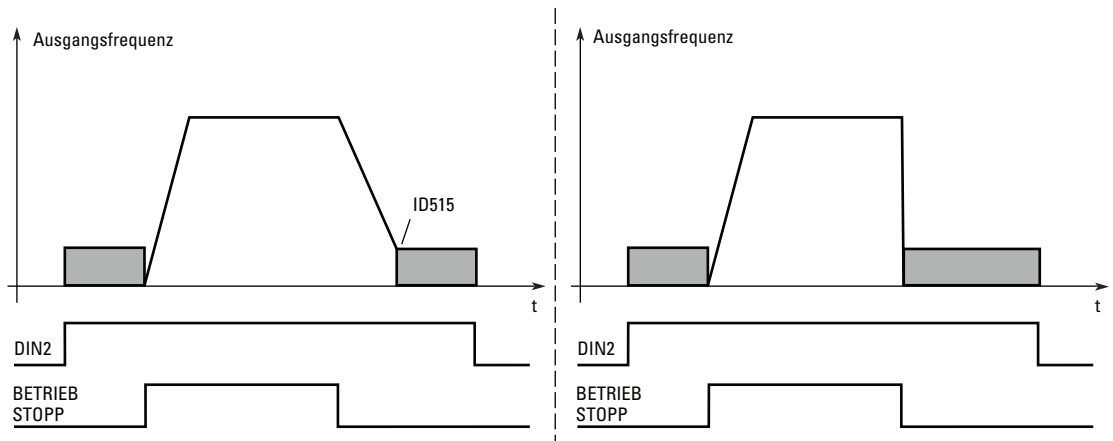 Ausgangsfrequenz
ID515
t
DIN2
BETRIEB
STOPP
Ausgangsfrequenz
t
DIN2
BETRIEB
STOPP